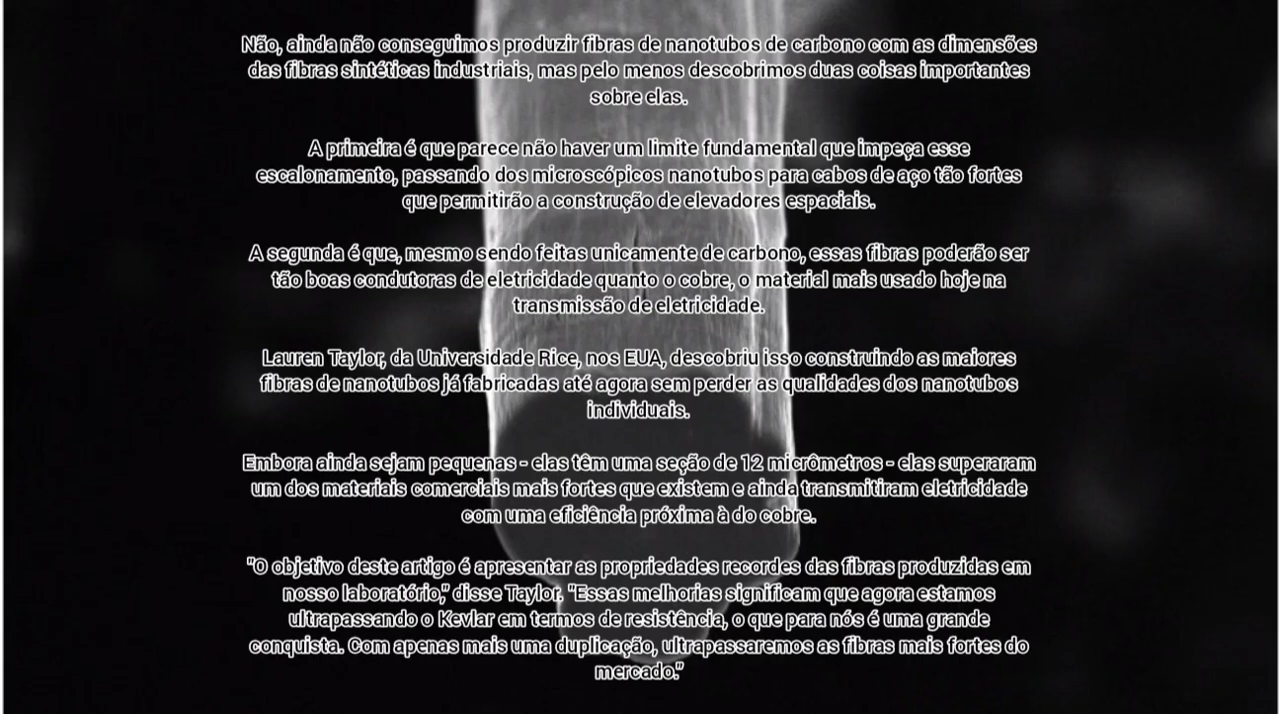 Não, ainda não conseguimos produzir fibras de nanotubos de carbono com as dimensões
das fibras sintéticas industriais, mas pelo menos descobrimos duas coisas importantes
sobre elas.
A primeira é que parece não haver um limite fundamental que impeça esse
escalonamento, passando dos microscópicos nanotubos para cabos de aço tão fortes
que permitirão a construção de elevadores espaciais.
A segunda é que, mesmo sendo feitas unicamente de carbono, essas fibras poderão ser
tão boas condutoras de eletricidade quanto o cobre, o material mais usado hoje na
transmissão de eletricidade.
Lauren Taylor, da Universidade Rice, nos EUA, descobriu isso construindo as maiores
fibras de nanotubos já fabricadas até agora sem perder as qualidades dos nanotubos
individuais.
Embora ainda sejam pequenas - elas têm uma seção de 12 micrômetros - elas superaram
um dos materiais comerciais mais fortes que existem e ainda transmitiram eletricidade
com uma eficiência próxima à do cobre.
"O objetivo deste artigo é apresentar as propriedades recordes das fibras produzidas em
nosso laboratório," disse Taylor. "Essas melhorias significam que agora estamos
ultrapassando o Kevlar em termos de resistência, o que para nós é uma grande
conquista. Com apenas mais uma duplicação, ultrapassaremos as fibras mais fortes do
mercado."